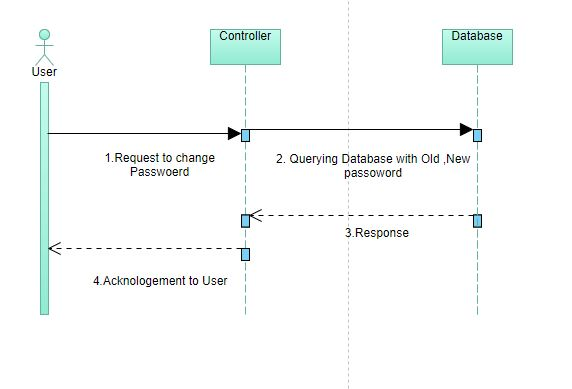 Controller
Database
User
1.Request to change
Passwoerd
2. Querying Database with Old ,New
passoword
3.Response
4.Acknologement to User